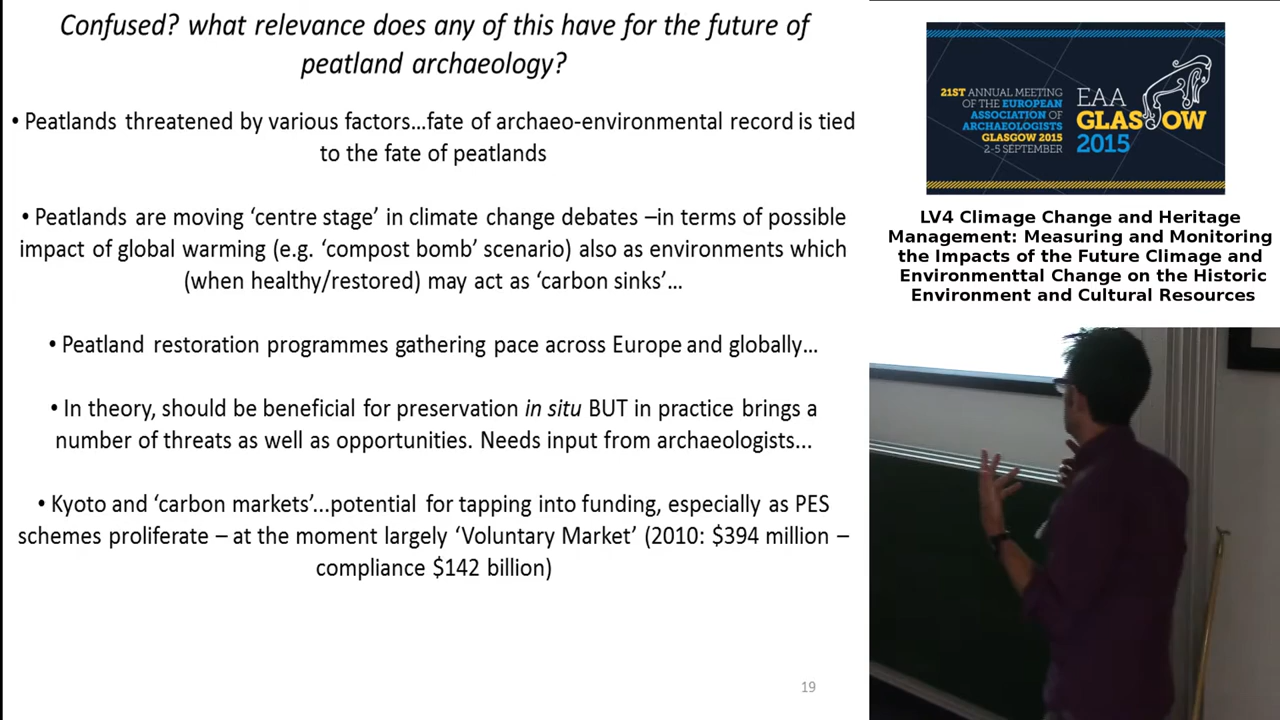 Confused? what relevance does any of this have for the future of
peatland archaeology?
• Peatlands threatened by various factors...fate of archaeo-environmental record is tied
to the fate of peatlands
• Peatlands are moving ‘centre stage’ in climate change debates –in terms of possible
impact of global warming (e.g. ‘compost bomb’ scenario) also as environments which
(when healthy/restored) may act as ‘carbon sinks’...
• Peatland restoration programmes gathering pace across Europe and globally...
• In theory, should be beneficial for preservation in situ BUT in practice brings a
number of threats as well as opportunities. Needs input from archaeologists...
• Kyoto and ‘carbon markets’...potential for tapping into funding, especially as PES
schemes proliferate – at the moment largely ‘Voluntary Market’ (2010: $394 million –
compliance $142 billion)
19
21ST ANNUAL MEETING
OF THE EUROPEAN
ASSOCIATION OF
ARCHAEOLOGISTS
GLASGOW 2015
2-5 SEPTEMBER
EAA
GLASGOW
2015
LV4 Climage Change and Heritage
Management: Measuring and Monitoring
the Impacts of the Future Climage and
Environmenttal Change on the Historic
Environment and Cultural Resources